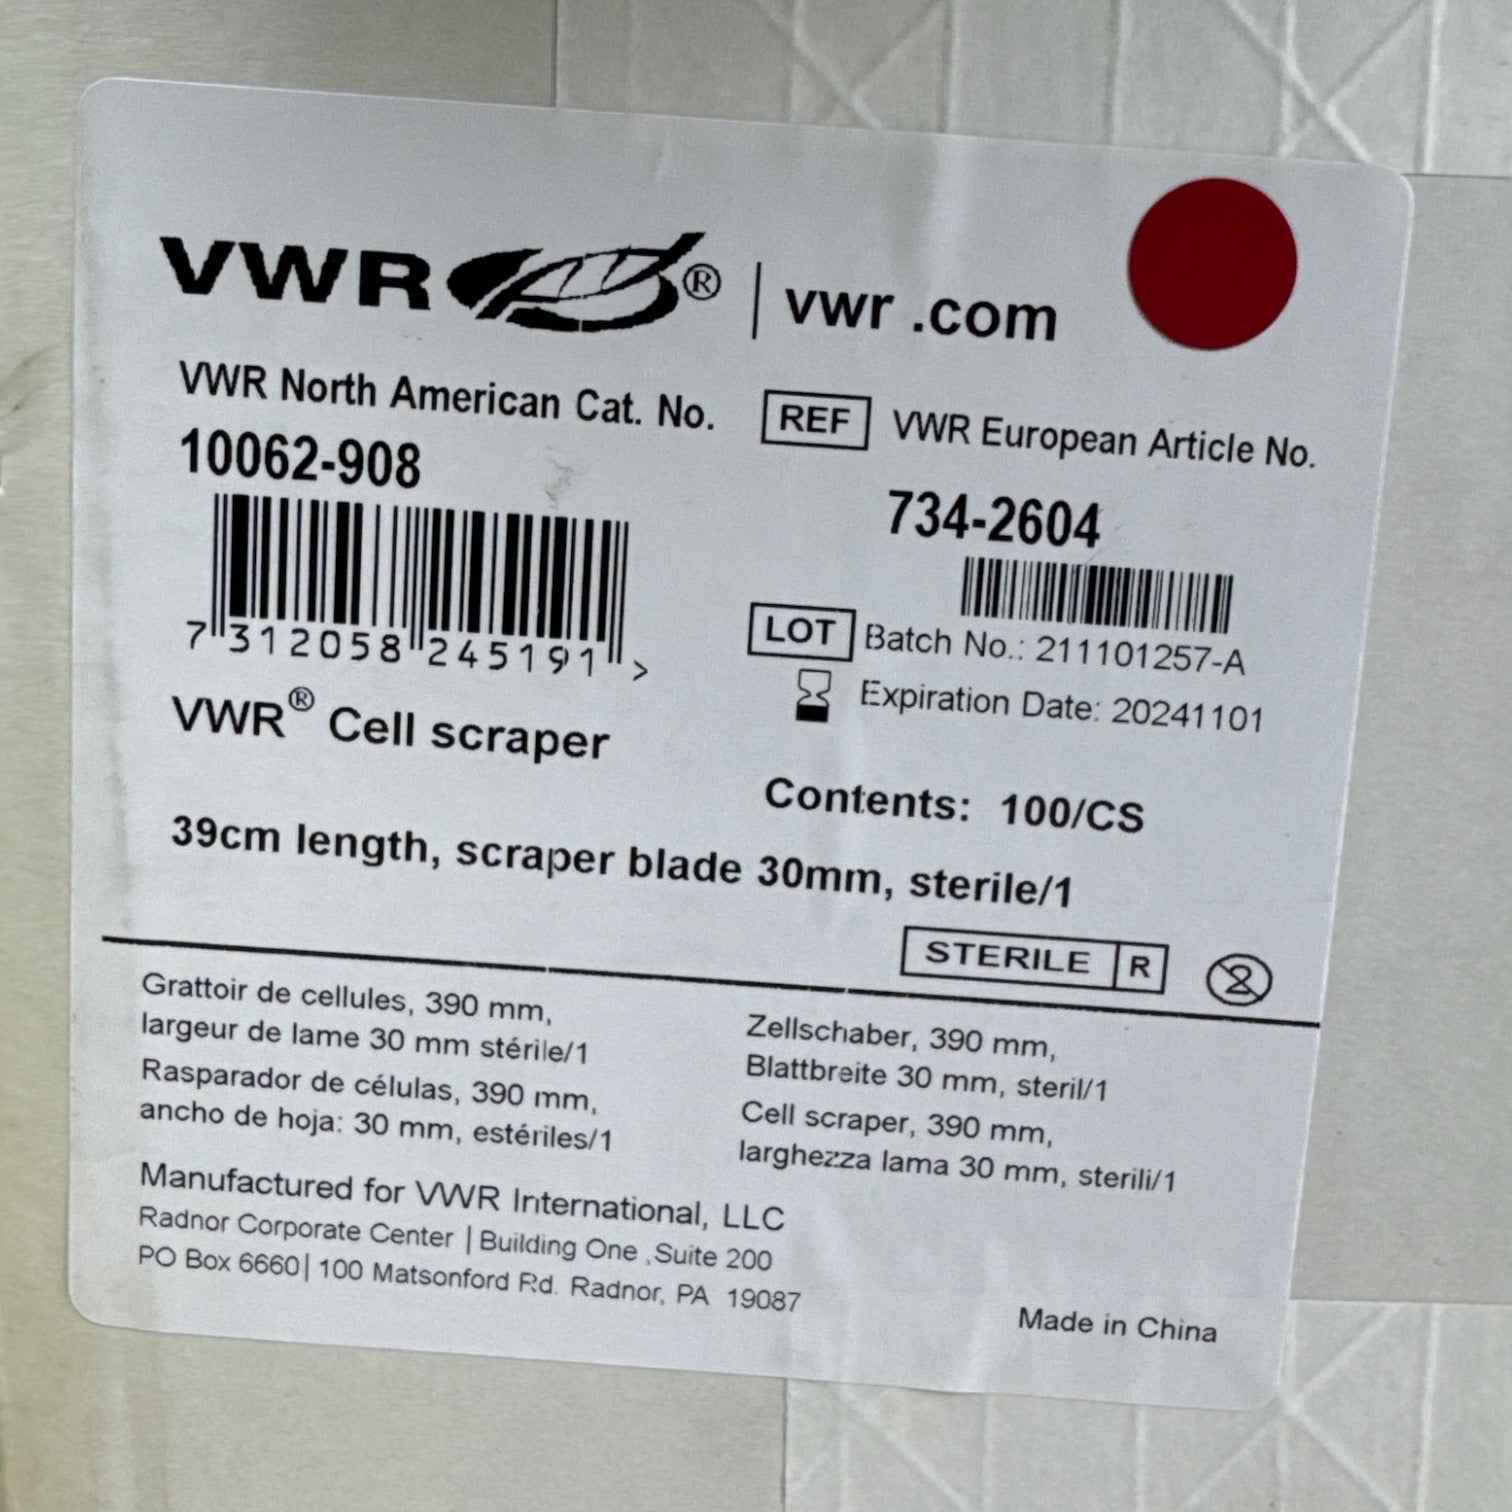 VWR® | vwr .com
VWR North American Cat. No.
10062-908
7 312058 245191 >
REF VWR European Article No.
734-2604
LOT Batch No.: 211101257-A
Expiration Date: 20241101
VWR® Cell scraper
Contents: 100/CS
39cm length, scraper blade 30mm, sterile/1
STERILE R
2
Grattoir de cellules, 390 mm,
largeur de lame 30 mm stérile/1
Rasparador de células, 390 mm,
ancho de hoja: 30 mm, estériles/1
Zellschaber, 390 mm,
Blattbreite 30 mm, steril/1
Cell scraper, 390 mm,
larghezza lama 30 mm, sterili/1
Manufactured for VWR International, LLC
Radnor Corporate Center | Building One ,Suite 200
PO Box 6660| 100 Matsonford Rd. Radnor, PA 19087
Made in China